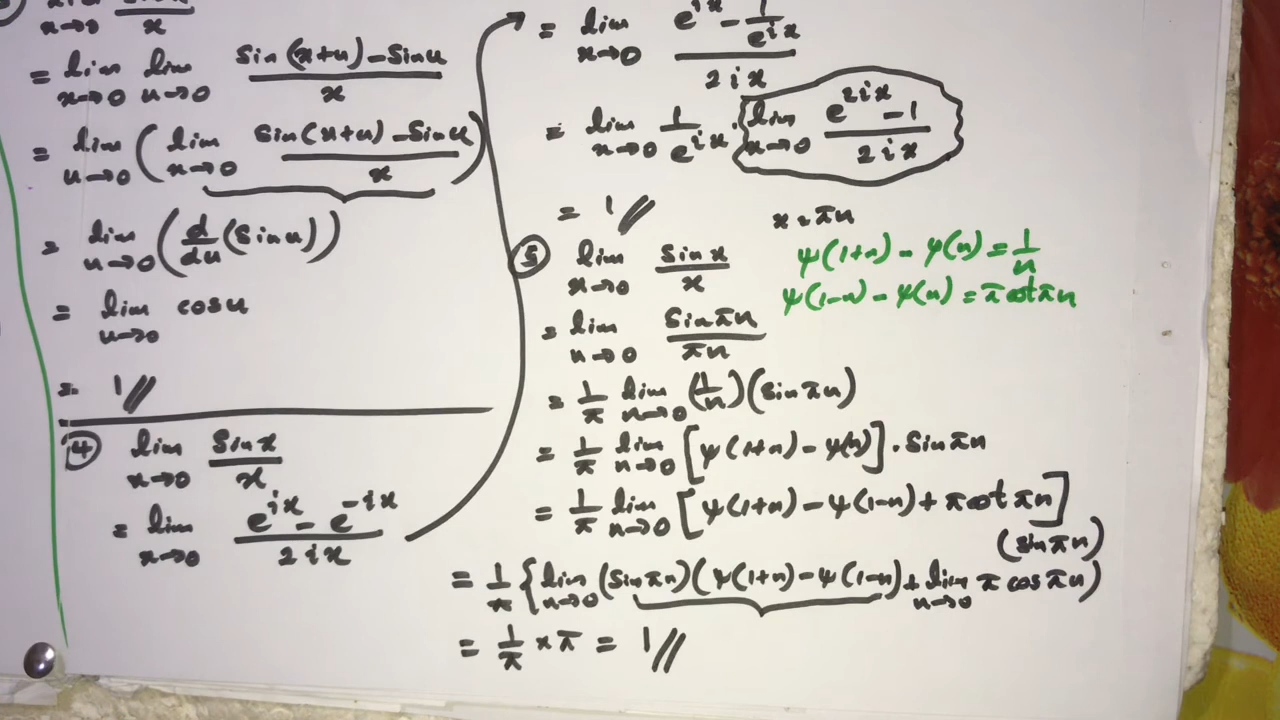 lim sin x / x
x→0
= lim lim (sin(x+u) - sin u) / x
x→0 u→0
= lim ( lim (sin(x+u) - sin u) / x )
u→0 x→0
= lim ( d/du (sin u) )
u→0
= lim cos u
u→0
= 1 //
④ lim sin x / x
x→0
= lim (e^{ix} - e^{-ix}) / 2ix
x→0
= lim (e^{ix} - 1/e^{ix}) / 2ix
x→0
= lim 1/e^{ix} · lim (e^{2ix} - 1) / 2ix
x→0 x→0
= 1 //
x = πn
⑤ lim sin x / x
x→0
ψ(1+n) - ψ(n) = 1/n
ψ(1-n) - ψ(n) = π cot πn
= lim sin πn / πn
n→0
= 1/π lim (1/n)(sin πn)
n→0
= 1/π lim [ψ(1+n) - ψ(n)] · sin πn
n→0
= 1/π lim [ψ(1+n) - ψ(1-n) + π cot πn]
n→0
(sin πn)
= 1/π { lim (sin πn)(ψ(1+n) - ψ(1-n) + lim π cos πn)
n→0 n→0
= 1/π × π = 1 //